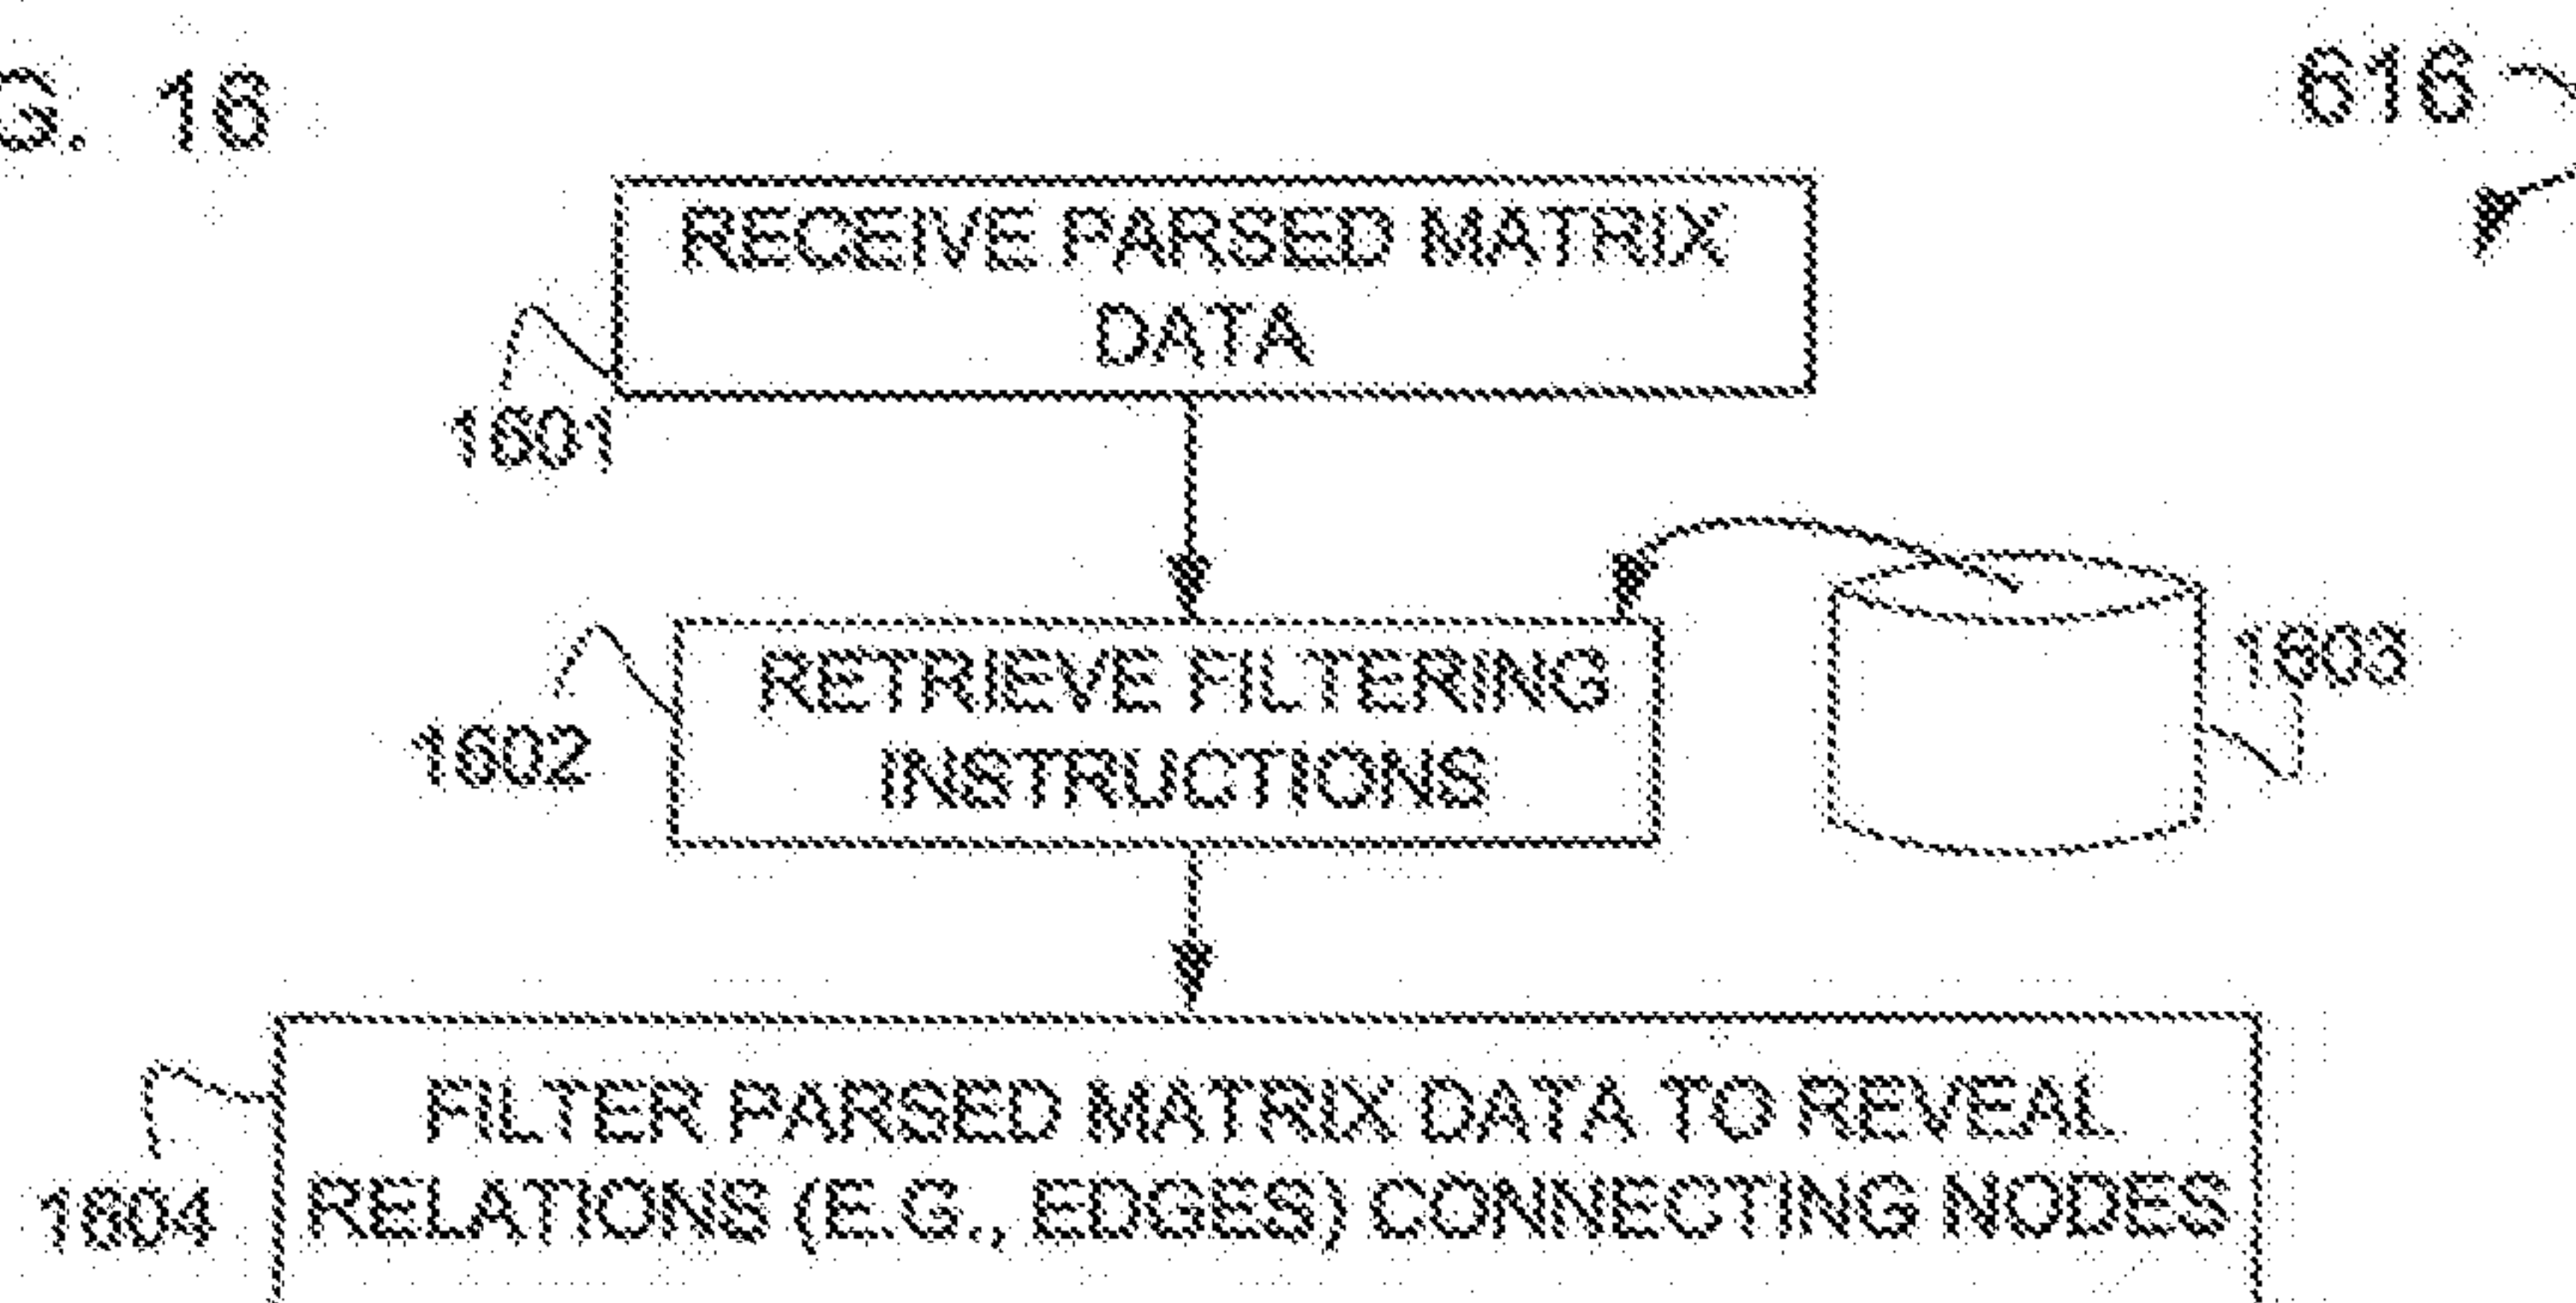 G. 16
616
RECEIVE PARSED MATRIX
DATA
1601
RETRIEVE FILTERING
INSTRUCTIONS
1602
1603
FILTER PARSED MATRIX DATA TO REVEAL
RELATIONS (E.G., EDGES) CONNECTING NODES
1604